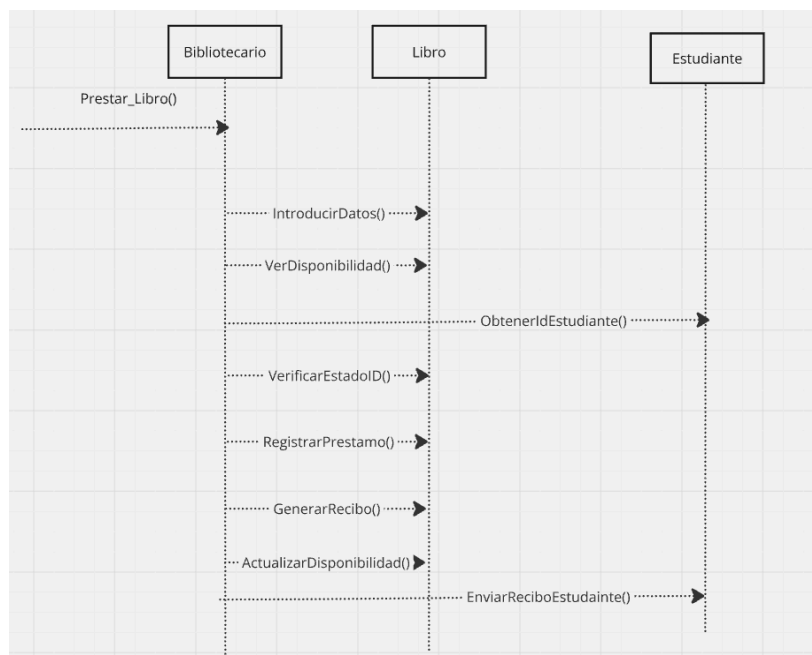 Bibliotecario
Libro
Estudiante
Prestar_Libro()
IntroducirDatos()
VerDisponibilidad()
ObtenerIdEstudiante()
VerificarEstadoID()
RegistrarPrestamo()
GenerarRecibo()
ActualizarDisponibilidad()
EnviarReciboEstudainte()